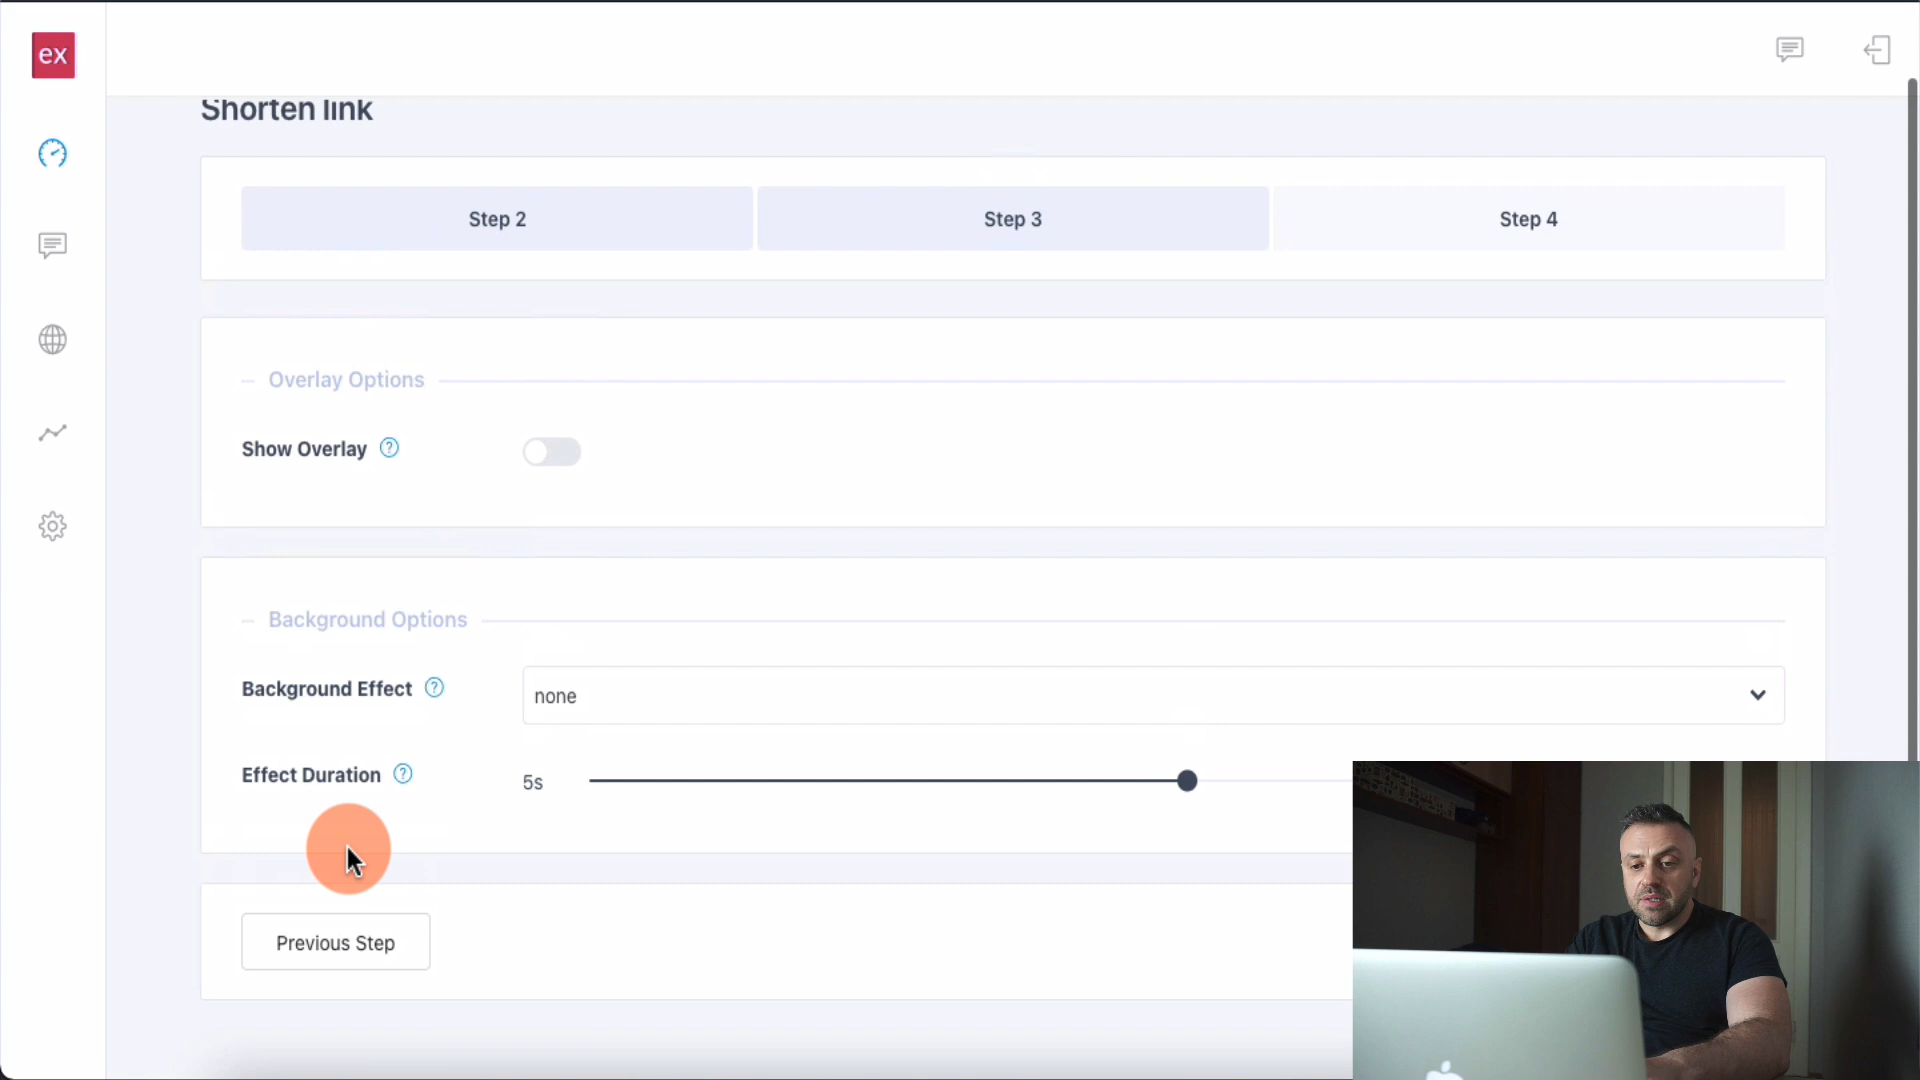 ex
Shorten link
Step 2
Step 3
Step 4
Overlay Options
Show Overlay ?
Background Options
Background Effect ?
none
Effect Duration ?
5s
Previous Step